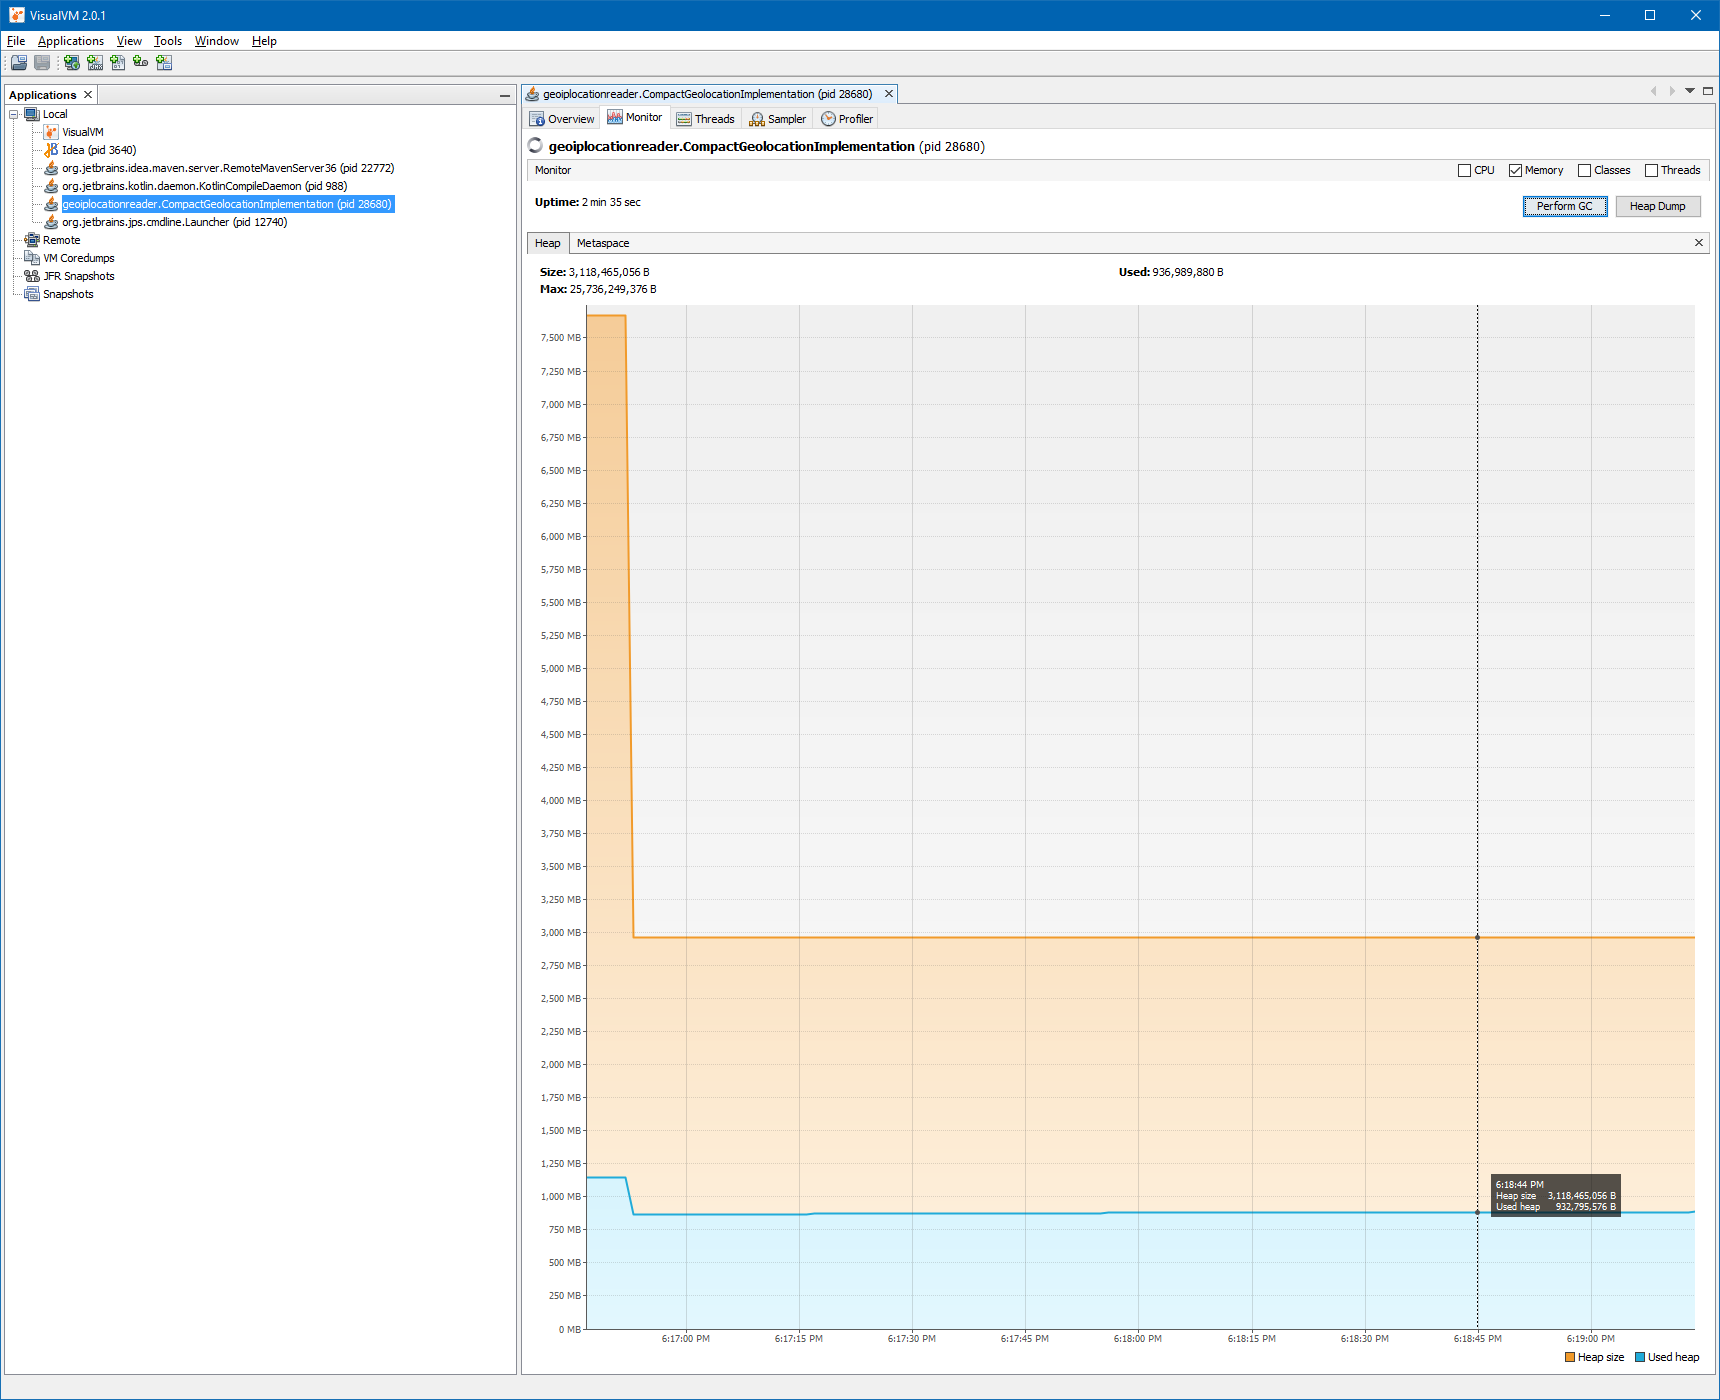 VisualVM 2.0.1
File Applications View Tools Window Help
Applications
Local
VisualVM
Idea (pid 3640)
org.jetbrains.idea.maven.server.RemoteMavenServer36 (pid 22772)
org.jetbrains.kotlin.daemon.KotlinCompileDaemon (pid 988)
geoiplocationreader.CompactGeolocationImplementation (pid 28680)
org.jetbrains.jps.cmdline.Launcher (pid 12740)
Remote
VM Coredumps
JFR Snapshots
Snapshots
geoiplocationreader.CompactGeolocationImplementation (pid 28680)
Overview Monitor Threads Sampler Profiler
geoiplocationreader.CompactGeolocationImplementation (pid 28680)
Monitor CPU Memory Classes Threads
Uptime: 2 min 35 sec
Perform GC Heap Dump
Heap Metaspace
Size: 3,118,465,056 B Used: 936,989,880 B
Max: 25,736,249,376 B
7,500 MB
7,250 MB
7,000 MB
6,750 MB
6,500 MB
6,250 MB
6,000 MB
5,750 MB
5,500 MB
5,250 MB
5,000 MB
4,750 MB
4,500 MB
4,250 MB
4,000 MB
3,750 MB
3,500 MB
3,250 MB
3,000 MB
2,750 MB
2,500 MB
2,250 MB
2,000 MB
1,750 MB
1,500 MB
1,250 MB
1,000 MB
750 MB
500 MB
250 MB
0 MB
6:18:44 PM
Heap size 3,118,465,056 B
Used heap 932,795,576 B
6:17:00 PM 6:17:15 PM 6:17:30 PM 6:17:45 PM 6:18:00 PM 6:18:15 PM 6:18:30 PM 6:18:45 PM 6:19:00 PM
Heap size Used heap